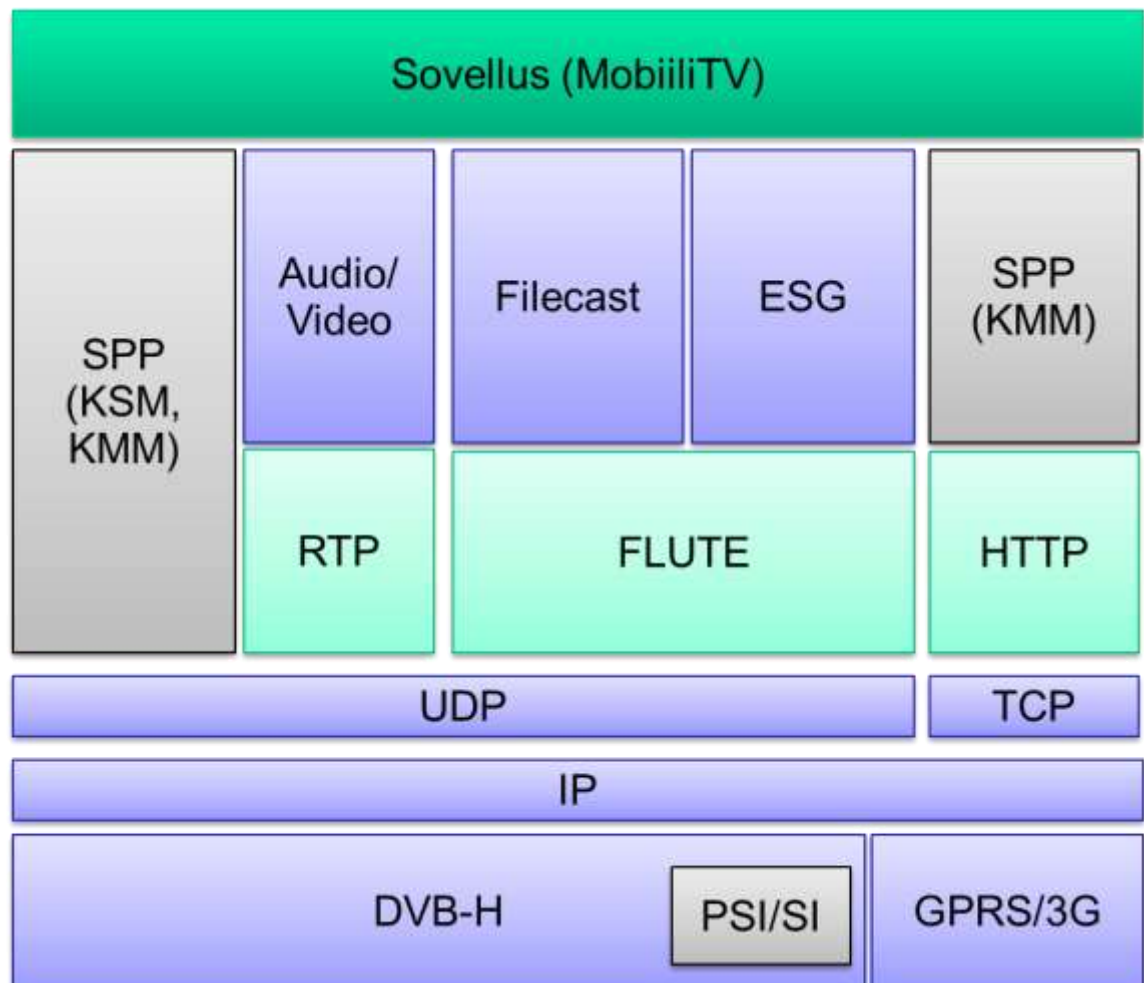 Sovellus (MobiiliTV)
SPP
(KSM,
KMM)
Audio/
Video
Filecast
ESG
SPP
(KMM)
RTP
FLUTE
HTTP
UDP
TCP
IP
DVB-H
PSI/SI
GPRS/3G